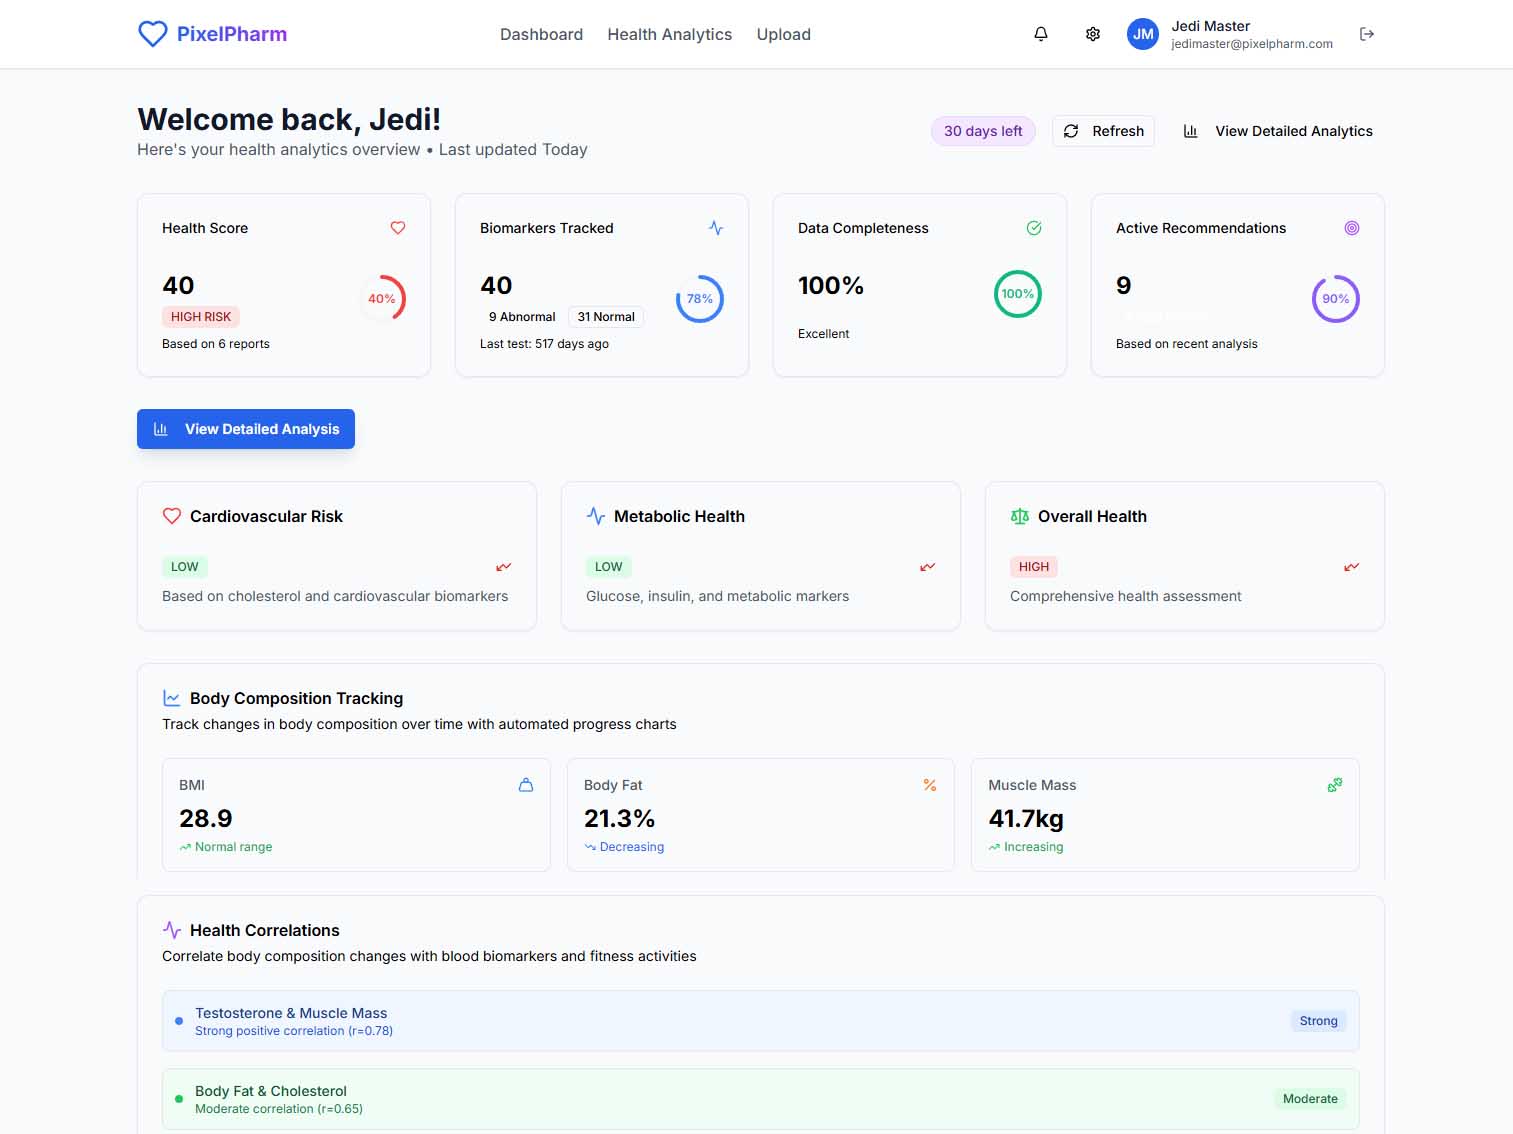 PixelPharm
Dashboard
Health Analytics
Upload
JM
Jedi Master
jedimaster@pixelpharm.com
Welcome back, Jedi!
Here's your health analytics overview • Last updated Today
30 days left
Refresh
View Detailed Analytics
Health Score
40
HIGH RISK
Based on 6 reports
40%
Biomarkers Tracked
40
9 Abnormal
31 Normal
Last test: 517 days ago
78%
Data Completeness
100%
Excellent
100%
Active Recommendations
9
Based on recent analysis
90%
View Detailed Analysis
Cardiovascular Risk
LOW
Based on cholesterol and cardiovascular biomarkers
Metabolic Health
LOW
Glucose, insulin, and metabolic markers
Overall Health
HIGH
Comprehensive health assessment
Body Composition Tracking
Track changes in body composition over time with automated progress charts
BMI
28.9
Normal range
Body Fat
21.3%
Decreasing
Muscle Mass
41.7kg
Increasing
Health Correlations
Correlate body composition changes with blood biomarkers and fitness activities
Testosterone & Muscle Mass
Strong positive correlation (r=0.78)
Strong
Body Fat & Cholesterol
Moderate correlation (r=0.65)
Moderate